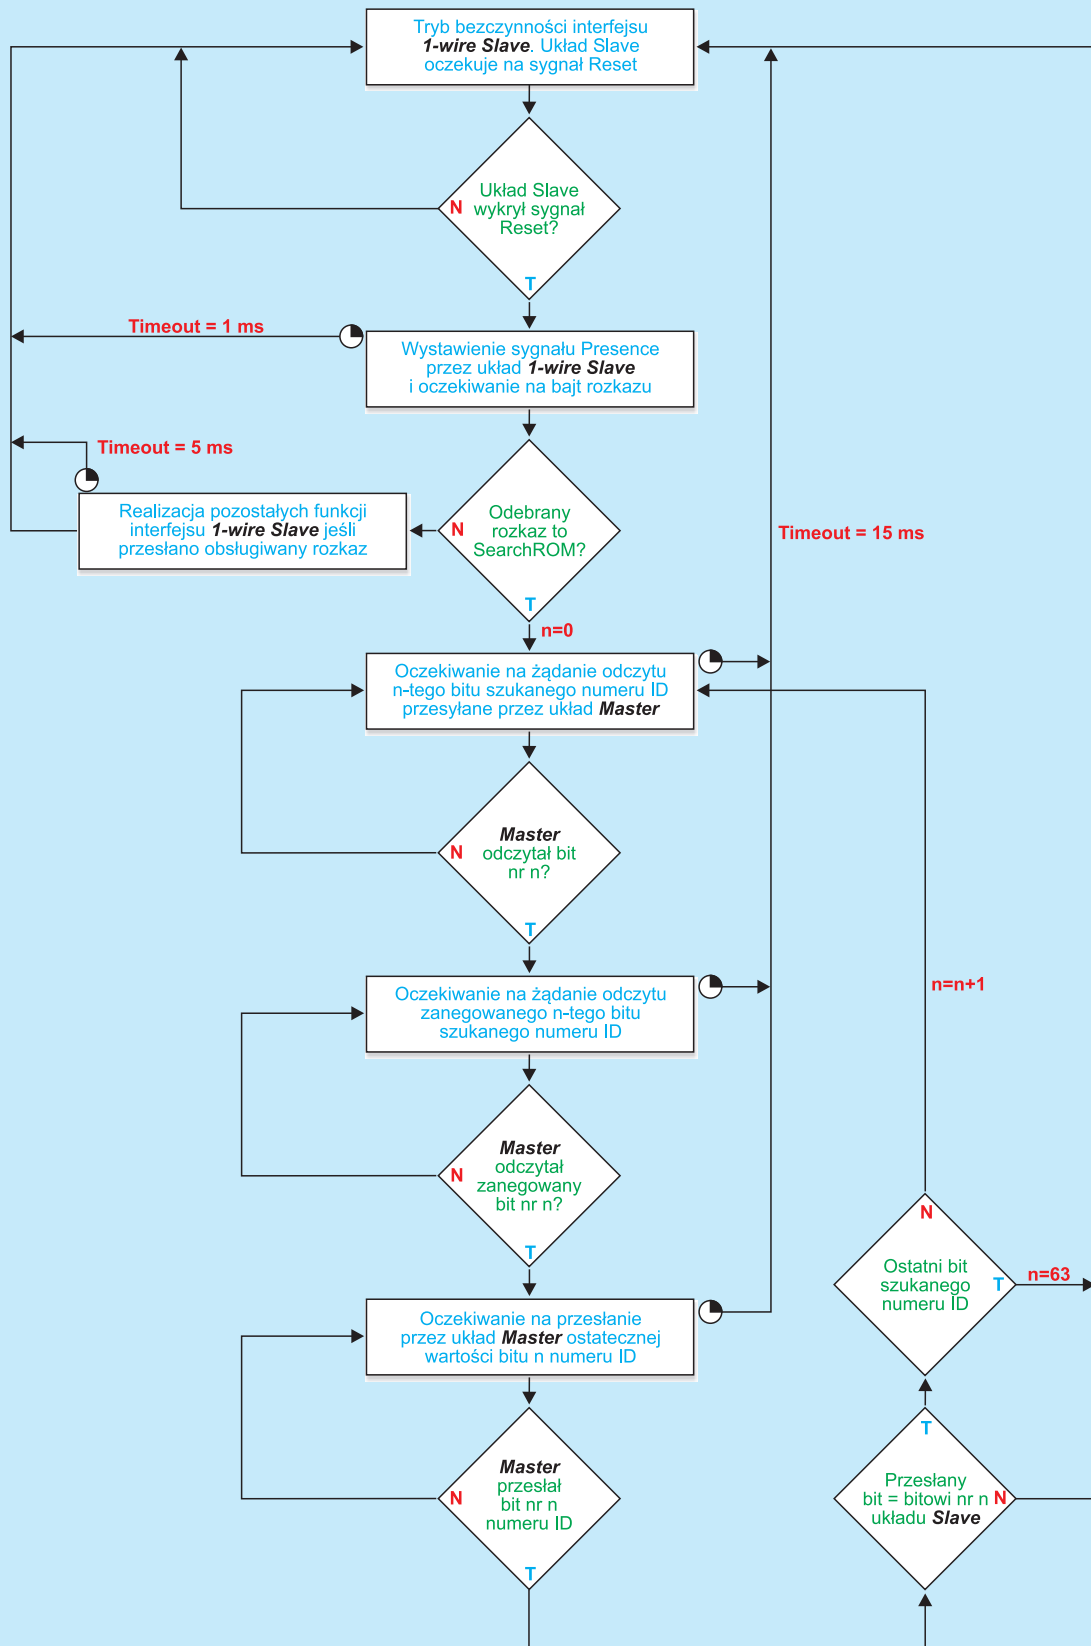 Tryb bezczynności interfejsu
1-wire Slave. Układ Slave
oczekuje na sygnał Reset
Układ Slave
wykrył sygnał
Reset?
N
T
Timeout = 1 ms
Wystawienie sygnału Presence
przez układ 1-wire Slave
i oczekiwanie na bajt rozkazu
Timeout = 5 ms
Realizacja pozostałych funkcji
interfejsu 1-wire Slave jeśli
przesłano obsługiwany rozkaz
N
Odebrany
rozkaz to
SearchROM?
T
Timeout = 15 ms
n=0
Oczekiwanie na żądanie odczytu
n-tego bitu szukanego numeru ID
przesyłane przez układ Master
Master
odczytał bit
nr n?
N
T
Oczekiwanie na żądanie odczytu
zanegowanego n-tego bitu
szukanego numeru ID
n=n+1
Master
odczytał
zanegowany
bit nr n?
N
T
Oczekiwanie na przesłanie
przez układ Master ostatecznej
wartości bitu n numeru ID
N
Ostatni bit
szukanego
numeru ID
T
n=63
Master
przesłał
bit nr n
numeru ID
N
T
T
Przesłany
bit = bitowi nr n
układu Slave
N